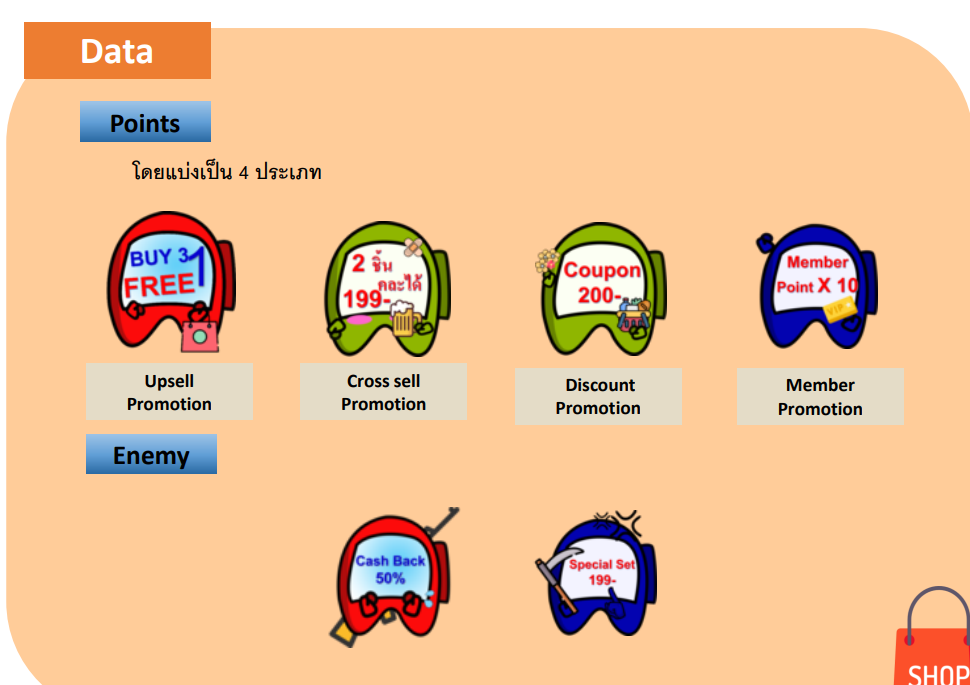 Data
Points
โดยแบ่งเป็น 4 ประเภท
BUY 3 1
FREE
2 ชิ้น
คละได้
199-
Coupon
200-
Member
Point X 10
VIP
Upsell
Promotion
Cross sell
Promotion
Discount
Promotion
Member
Promotion
Enemy
Cash Back
50%
Special Set
199-
SHOP